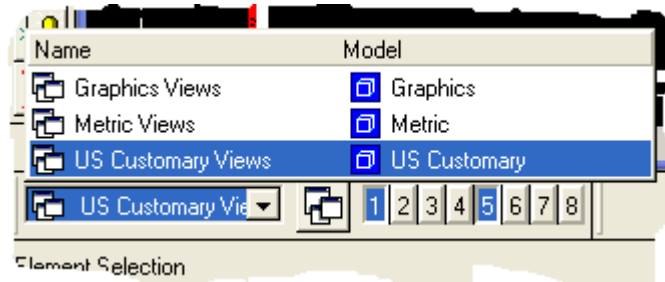 Name Model
Graphics Views Graphics
Metric Views Metric
US Customary Views US Customary
US Customary Vie 1 2 3 4 5 6 7 8
Element Selection